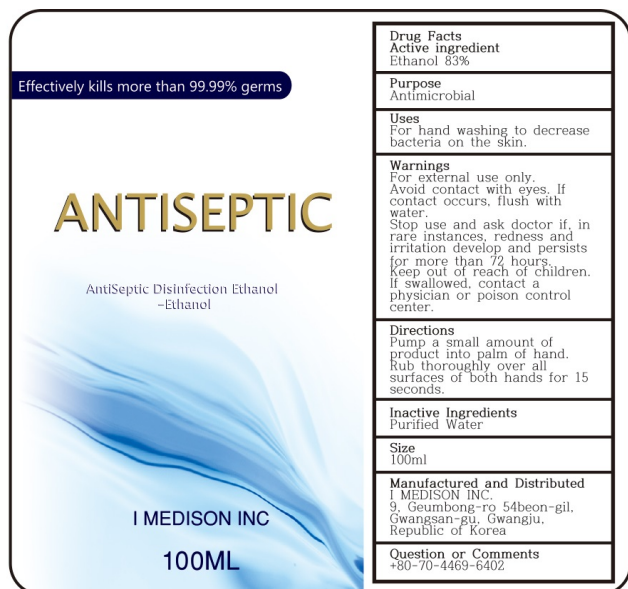 Effectively kills more than 99.99% germs
ANTISEPTIC
AntiSeptic Disinfection Ethanol
-Ethanol
I MEDISON INC
100ML
Drug Facts
Active ingredient
Ethanol 83%
Purpose
Antimicrobial
Uses
For hand washing to decrease
bacteria on the skin.
Warnings
For external use only.
Avoid contact with eyes. If
contact occurs, flush with
water.
Stop use and ask doctor if, in
rare instances, redness and
irritation develop and persists
for more than 72 hours.
Keep out of reach of children.
If swallowed, contact a
physician or poison control
center.
Directions
Pump a small amount of
product into palm of hand.
Rub thoroughly over all
surfaces of both hands for 15
seconds.
Inactive Ingredients
Purified Water
Size
100ml
Manufactured and Distributed
I MEDISON INC.
9, Geumbong-ro 54beon-gil,
Gwangsan-gu, Gwangju,
Republic of Korea
Question or Comments
+80-70-4469-6402